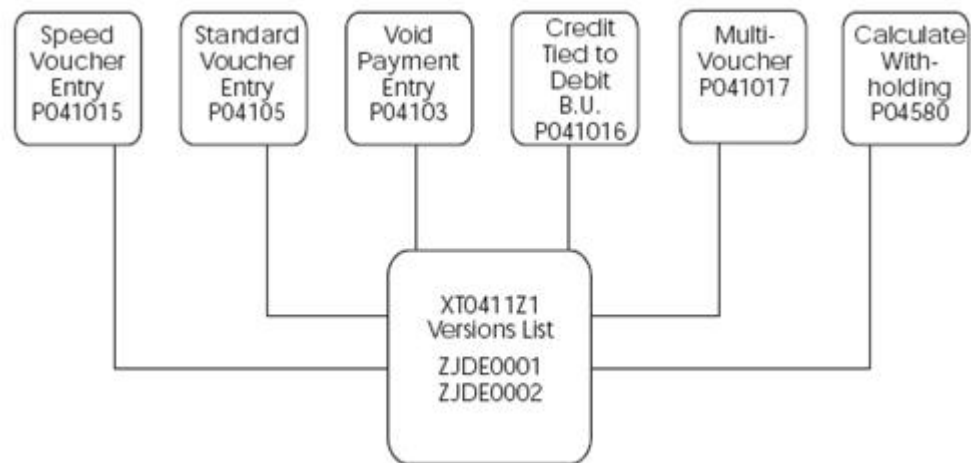 Speed
Voucher
Entry
P041015
Standard
Voucher
Entry
P04105
Void
Payment
Entry
P04103
Credit
Tied to
Debit
B.U.
P041016
Multi-
Voucher
P041017
Calculate
With-
holding
P04580
XT0411Z1
Versions List
ZJDE0001
ZJDE0002